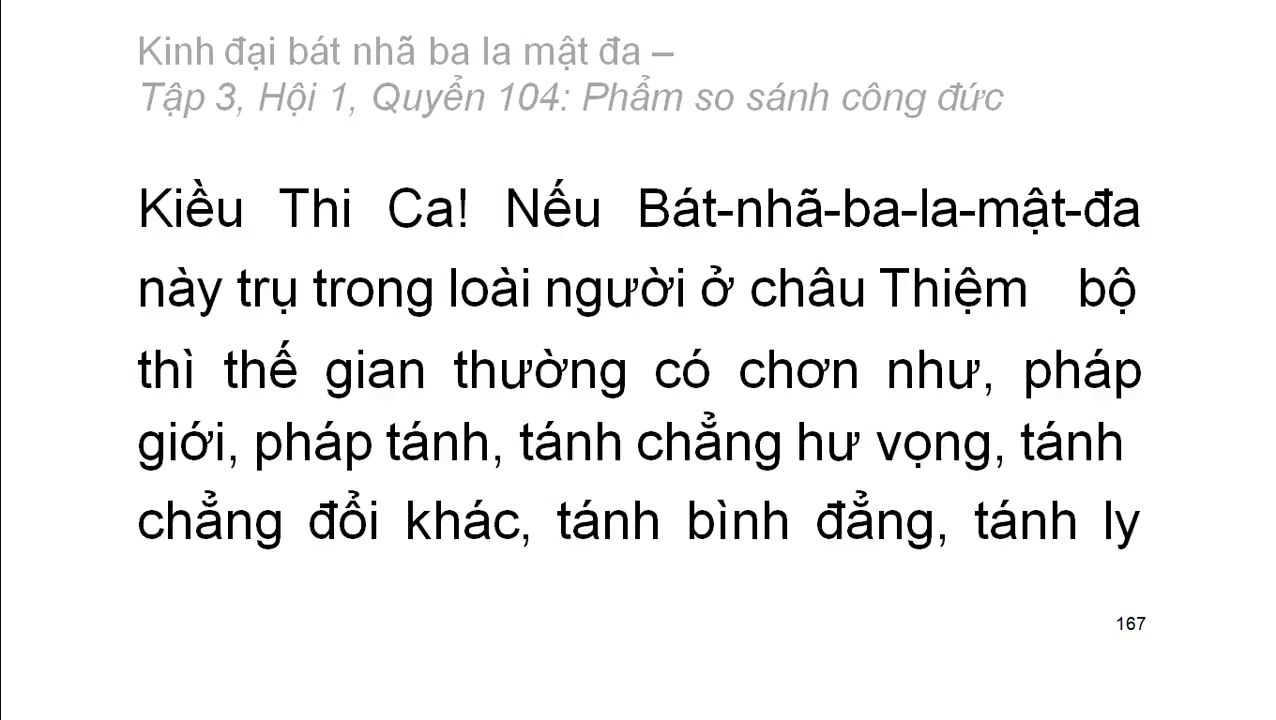 Kinh đại bát nhã ba la mật đa –
Tập 3, Hội 1, Quyển 104: Phẩm so sánh công đức
Kiều Thi Ca! Nếu Bát-nhã-ba-la-mật-đa
này trụ trong loài người ở châu Thiệm bộ
thì thế gian thường có chơn như, pháp
giới, pháp tánh, tánh chẳng hư vọng, tánh
chẳng đổi khác, tánh bình đẳng, tánh ly
167